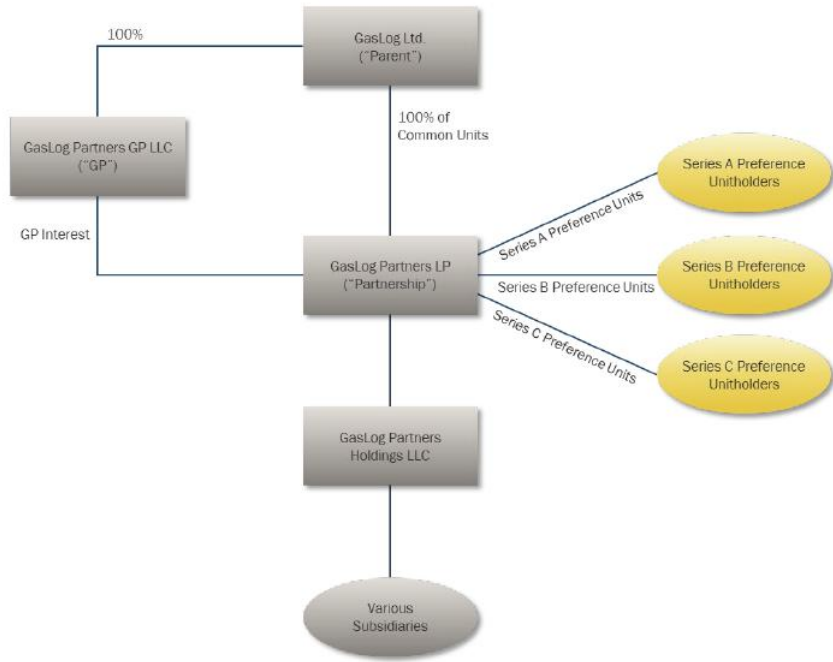 100%
GasLog Ltd.
("Parent")
100% of
Common Units
GasLog Partners GP LLC
("GP")
Series A Preference
Unitholders
GP Interest
Series A Preference Units
GasLog Partners LP
("Partnership")
Series B Preference Units
Series B Preference
Unitholders
Series C Preference Units
Series C Preference
Unitholders
GasLog Partners
Holdings LLC
Various
Subsidiaries